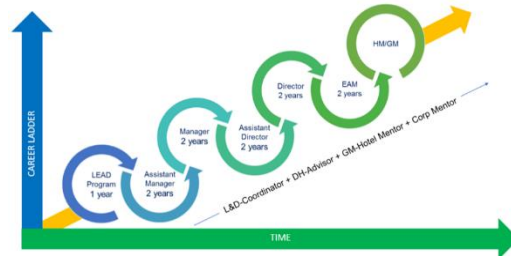 HM/GM
Director
2 years
EAM
2 years
Manager
2 years
Assistant
Director
2 years
LEAD
Program
1 year
Assistant
Manager
2 years
L&D-Coordinator + DH-Advisor + GM-Hotel Mentor + Corp Mentor
CAREER LADDER
TIME